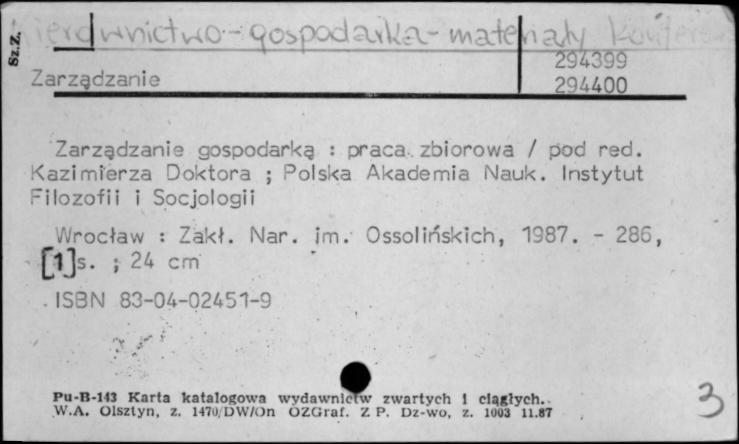 kierownictwo - gospodarka - materiały konfer
Sz.Z.
294399
Zarządzanie
294400
Zarządzanie gospodarką : praca zbiorowa / pod red.
Kazimierza Doktora ; Polska Akademia Nauk. Instytut
Filozofii i Socjologii
Wrocław : Zakł. Nar. im. Ossolińskich, 1987. - 286,
[1]s. ; 24 cm
ISBN 83-04-02451-9
Pu-B-143 Karta katalogowa wydawnictw zwartych i ciągłych.
W.A. Olsztyn, z. 1470/DW/On OZGraf. Z P. Dz-wo, z. 1003 11.87
3